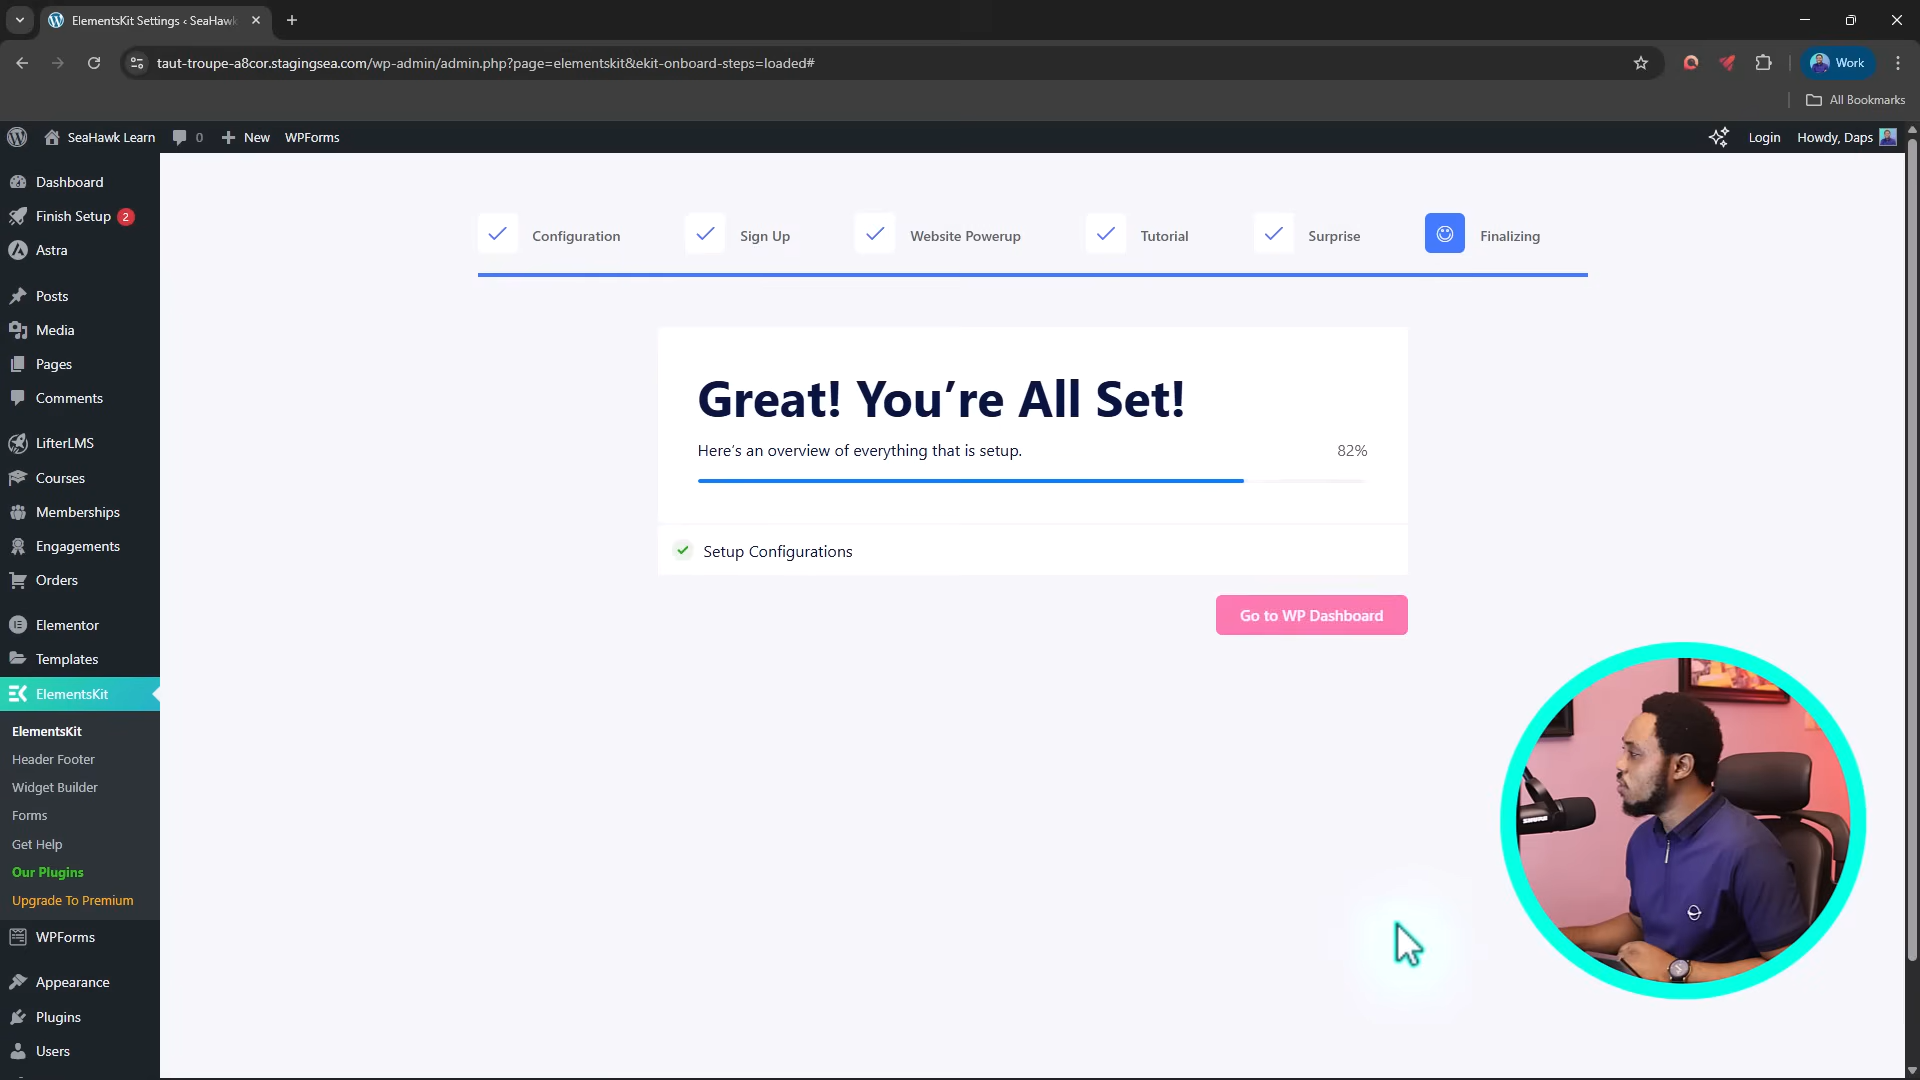 ElementsKit Settings ‹ SeaHawk
taut-troupe-a8cor.stagingsea.com/wp-admin/admin.php?page=elementskit&ekit-onboard-steps=loaded#
Work
All Bookmarks
SeaHawk Learn
0
New
WPForms
Login
Howdy, Daps
Dashboard
Finish Setup 2
Astra
Posts
Media
Pages
Comments
LifterLMS
Courses
Memberships
Engagements
Orders
Elementor
Templates
ElementsKit
ElementsKit
Header Footer
Widget Builder
Forms
Get Help
Our Plugins
Upgrade To Premium
WPForms
Appearance
Plugins
Users
Configuration
Sign Up
Website Powerup
Tutorial
Surprise
Finalizing
Great! You’re All Set!
Here’s an overview of everything that is setup.
82%
Setup Configurations
Go to WP Dashboard
SHURE